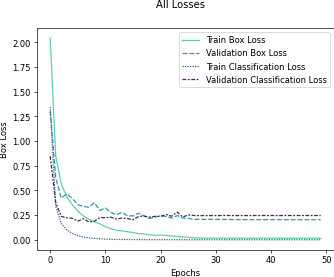 All Losses
Train Box Loss
Validation Box Loss
Train Classification Loss
Validation Classification Loss
2.00
1.75
1.50
1.25
1.00
0.75
0.50
0.25
0.00
Box Loss
0 10 20 30 40 50
Epochs